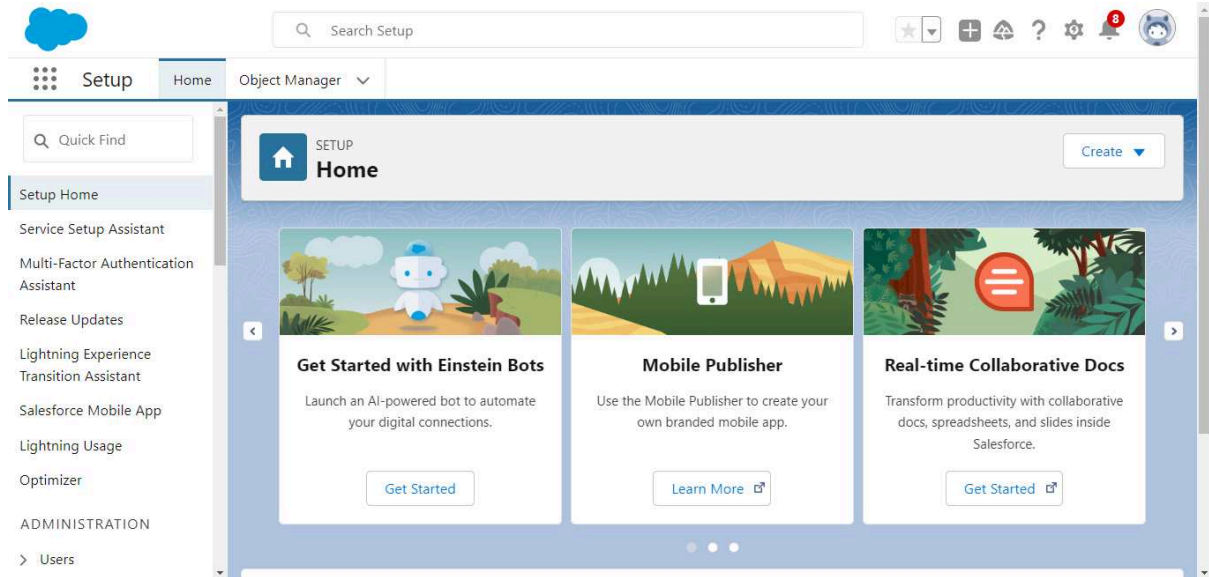 Search Setup
8
Setup
Home
Object Manager
Quick Find
Setup Home
Service Setup Assistant
Multi-Factor Authentication
Assistant
Release Updates
Lightning Experience
Transition Assistant
Salesforce Mobile App
Lightning Usage
Optimizer
ADMINISTRATION
Users
SETUP
Home
Create
Get Started with Einstein Bots
Launch an AI-powered bot to automate
your digital connections.
Get Started
Mobile Publisher
Use the Mobile Publisher to create your
own branded mobile app.
Learn More
Real-time Collaborative Docs
Transform productivity with collaborative
docs, spreadsheets, and slides inside
Salesforce.
Get Started